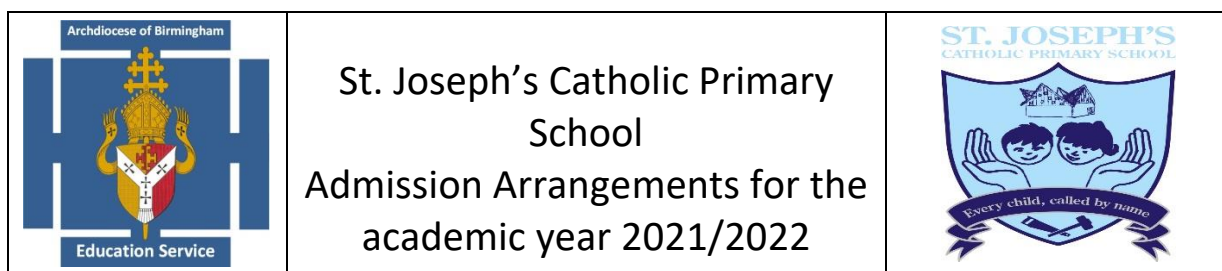 Archdiocese of Birmingham
Education Service
St. Joseph’s Catholic Primary
School
Admission Arrangements for the
academic year 2021/2022
ST. JOSEPH'S
CATHOLIC PRIMARY SCHOOL
Every child, called by name